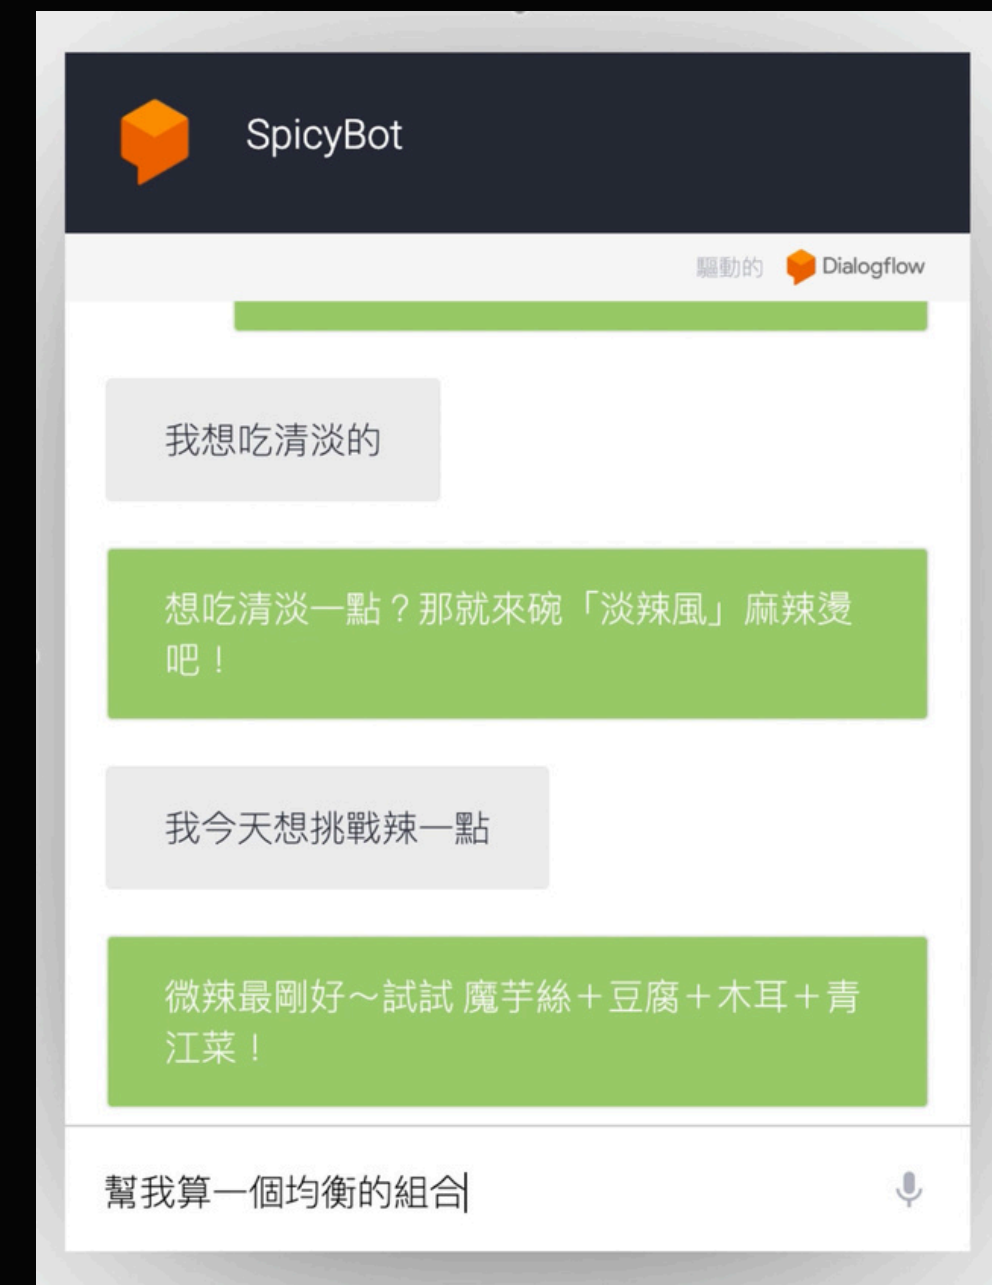 SpicyBot
驅動的 Dialogflow
我想吃清淡的
想吃清淡一點？那就來碗「淡辣風」麻辣燙
吧！
我今天想挑戰辣一點
微辣最剛好～試試 魔芋絲＋豆腐＋木耳＋青
江菜！
幫我算一個均衡的組合